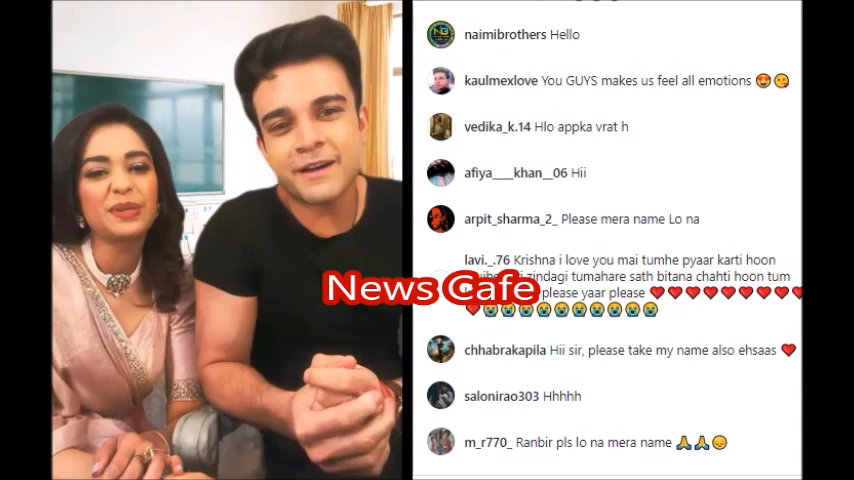 naimibrothers Hello
kaulmexlove You GUYS makes us feel all emotions 😍😘
vedika_k.14 Hlo appka vrat h
afiya___khan__06 Hii
arpit_sharma_2_ Please mera name Lo na
lavi._.76 Krishna i love you mai tumhe pyaar karti hoon
zindagi tumahare sath bitana chahti hoon tum
please yaar please ❤❤❤❤❤❤❤❤❤
❤😭😭😭😭😭😭😭😭😭😭
News Cafe
chhabrakapila Hii sir, please take my name also ehsaas ❤
salonirao303 Hhhhh
m_r770_ Ranbir pls lo na mera name 🙏🙏😞